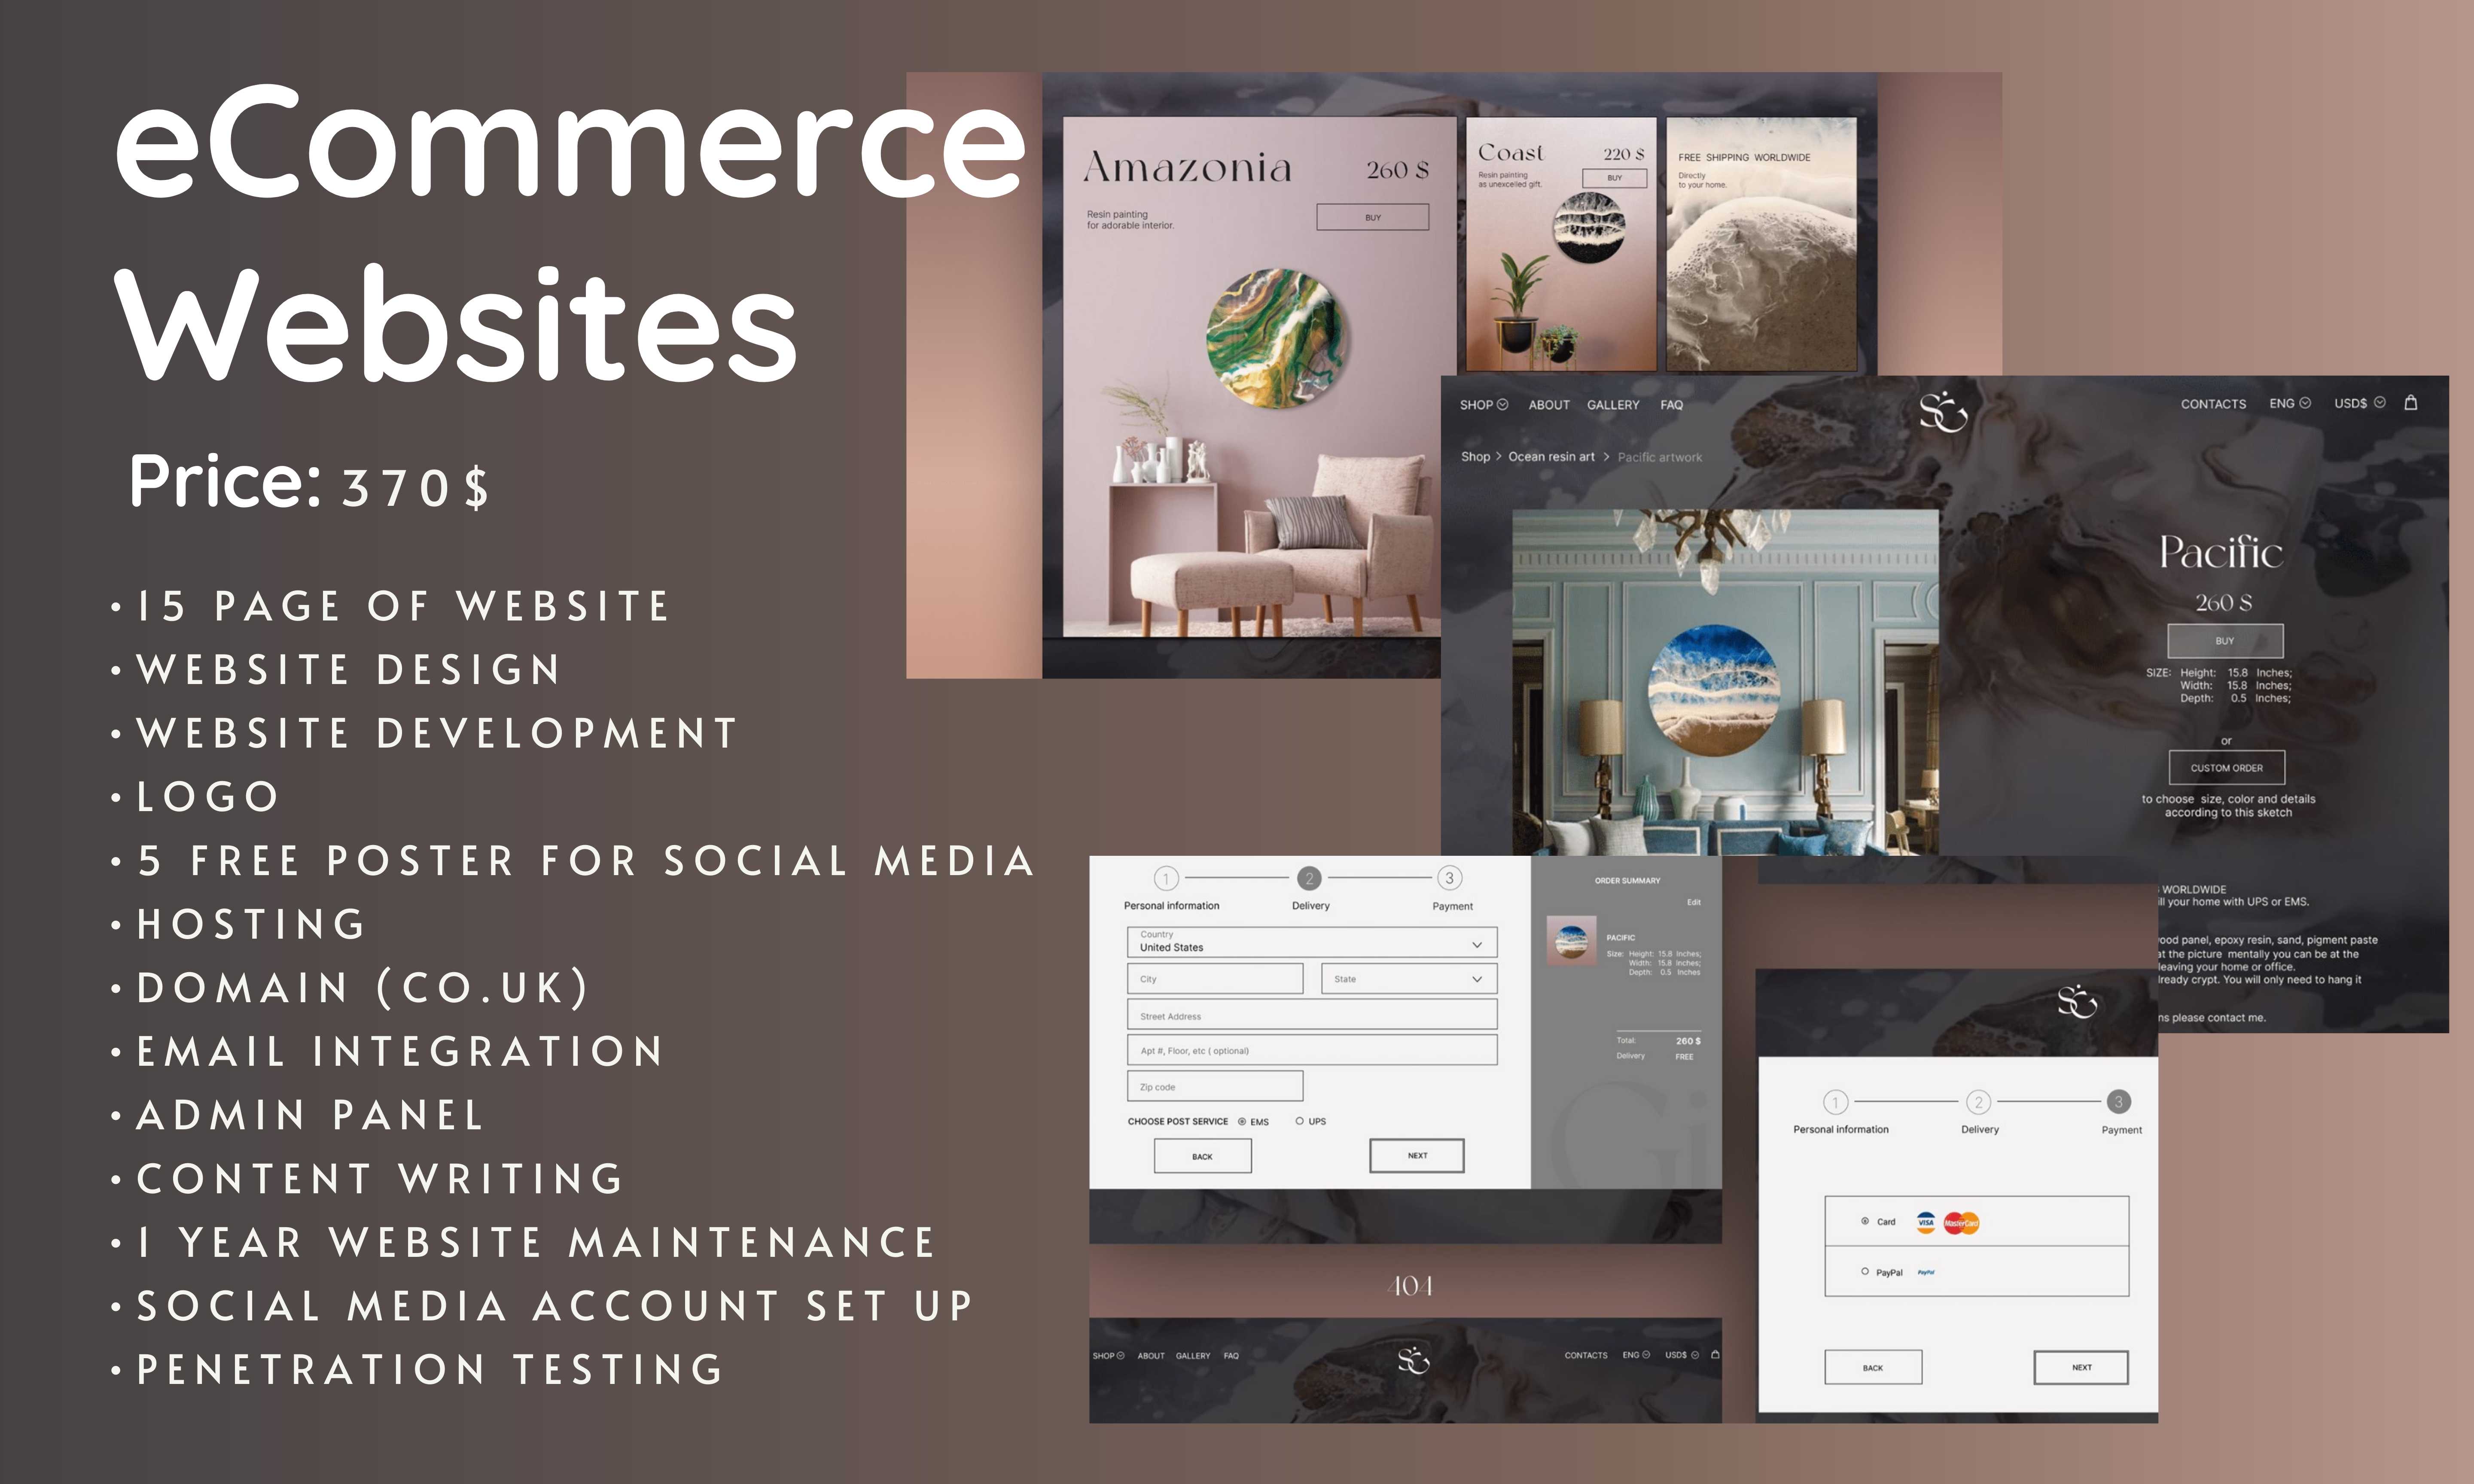 eCommerce
Websites
Price: 370$
• 15 PAGE OF WEBSITE
• WEBSITE DESIGN
• WEBSITE DEVELOPMENT
• LOGO
• 5 FREE POSTER FOR SOCIAL MEDIA
• HOSTING
• DOMAIN (CO.UK)
• EMAIL INTEGRATION
• ADMIN PANEL
• CONTENT WRITING
• 1 YEAR WEBSITE MAINTENANCE
• SOCIAL MEDIA ACCOUNT SET UP
• PENETRATION TESTING
Amazonia 260 $
Resin painting
for adorable interior.
BUY
Coast 220 $
Resin painting
as unexcelled gift.
BUY
FREE SHIPPING WORLDWIDE
Directly
to your home.
SHOP ABOUT GALLERY FAQ
SG
CONTACTS ENG USD$
Shop > Ocean resin art > Pacific artwork
Pacific
260 $
BUY
SIZE: Height: 15.8 Inches;
Width: 15.8 Inches;
Depth: 0.5 Inches;
or
CUSTOM ORDER
to choose size, color and details
according to this sketch
WORLDWIDE
ill your home with UPS or EMS.
ood panel, epoxy resin, sand, pigment paste
at the picture mentally you can be at the
leaving your home or office.
lready crypt. You will only need to hang it
ns please contact me.
1 2 3
Personal information Delivery Payment
Country
United States
City State
Street Address
Apt #, Floor, etc ( optional)
Zip code
CHOOSE POST SERVICE EMS UPS
BACK NEXT
ORDER SUMMARY
Edit
PACIFIC
Size: Height: 15.8 Inches;
Width: 15.8 Inches;
Depth: 0.5 Inches
Total: 260 $
Delivery FREE
Gi
404
SHOP ABOUT GALLERY FAQ
SG
CONTACTS ENG USD$
SG
1 2 3
Personal information Delivery Payment
Card VISA MasterCard
PayPal PayPal
BACK NEXT